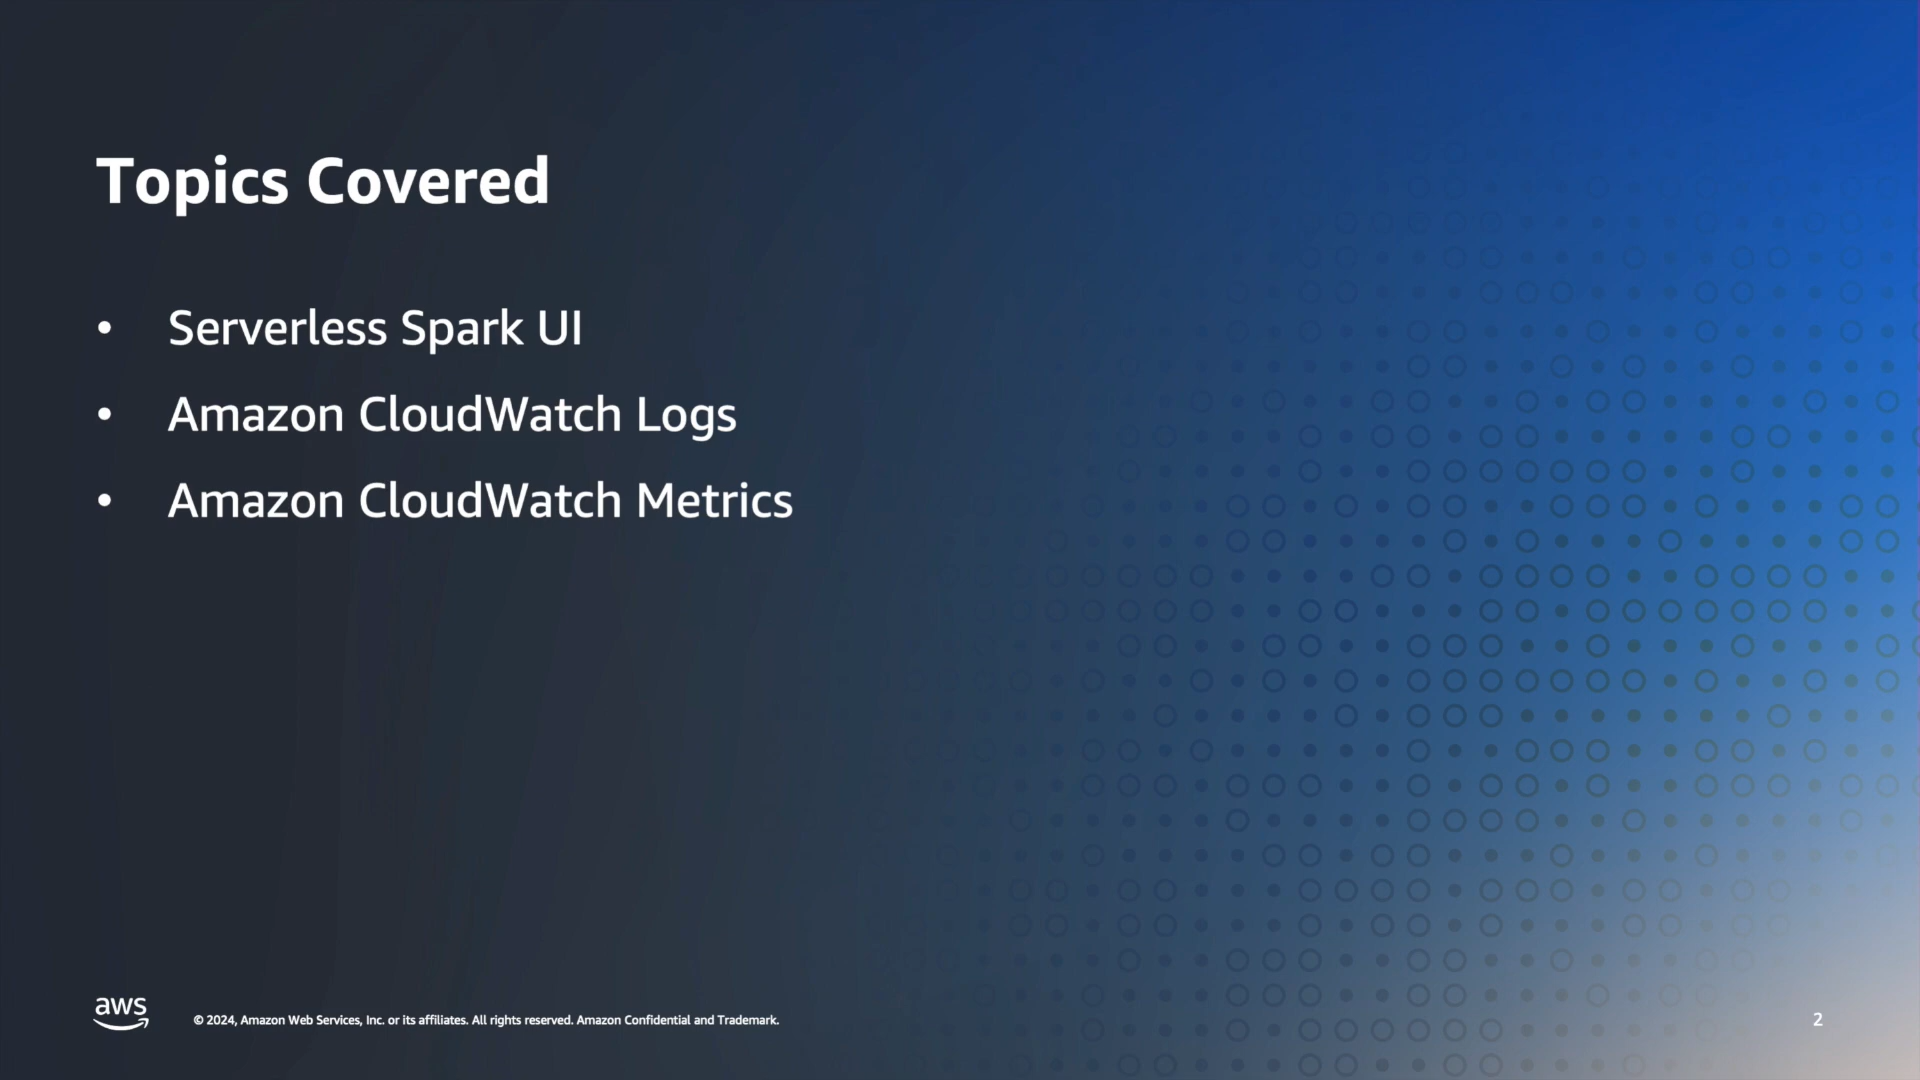 Topics Covered
• Serverless Spark UI
• Amazon CloudWatch Logs
• Amazon CloudWatch Metrics
aws
© 2024, Amazon Web Services, Inc. or its affiliates. All rights reserved. Amazon Confidential and Trademark.
2